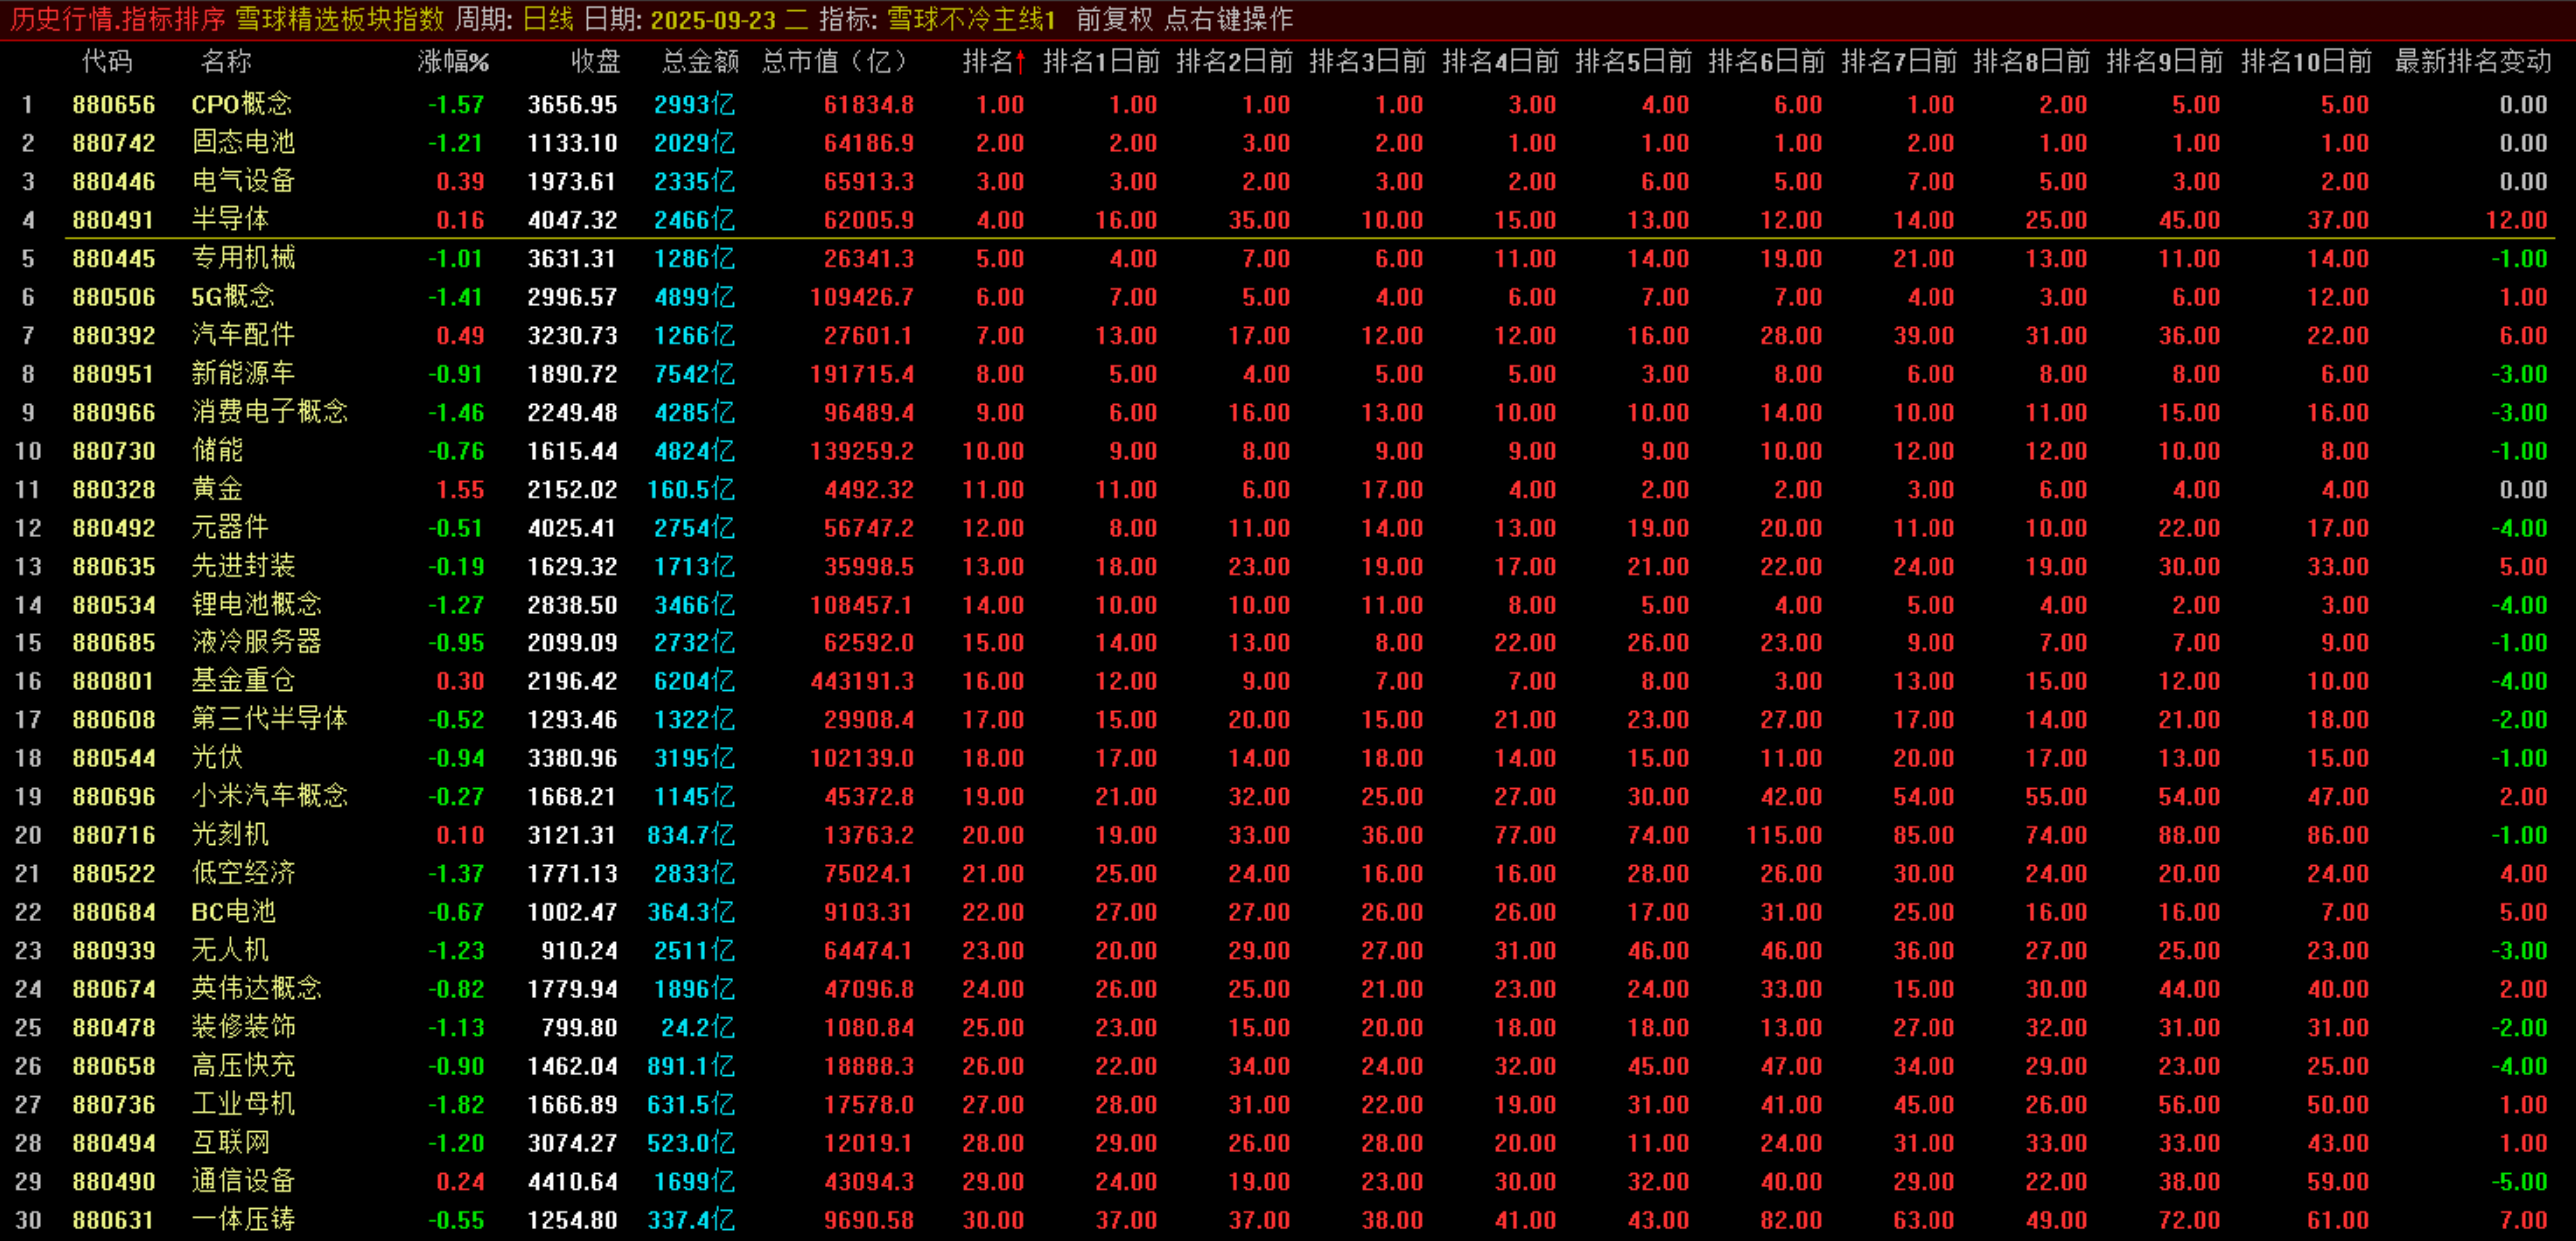 历史行情.指标排序 雪球精选板块指数 周期: 日线 日期: 2025-09-23 二 指标: 雪球不冷主线1 前复权 点右键操作
代码 名称 涨幅% 收盘 总金额 总市值（亿） 排名↑ 排名1日前 排名2日前 排名3日前 排名4日前 排名5日前 排名6日前 排名7日前 排名8日前 排名9日前 排名10日前 最新排名变动
1 880656 CPO概念 -1.57 3656.95 2993亿 61834.8 1.00 1.00 1.00 1.00 3.00 4.00 6.00 1.00 2.00 5.00 5.00 0.00
2 880742 固态电池 -1.21 1133.10 2029亿 64186.9 2.00 2.00 3.00 2.00 1.00 1.00 1.00 2.00 1.00 1.00 1.00 0.00
3 880446 电气设备 0.39 1973.61 2335亿 65913.3 3.00 3.00 2.00 3.00 2.00 6.00 5.00 7.00 5.00 3.00 2.00 0.00
4 880491 半导体 0.16 4047.32 2466亿 62005.9 4.00 16.00 35.00 10.00 15.00 13.00 12.00 14.00 25.00 45.00 37.00 12.00
5 880445 专用机械 -1.01 3631.31 1286亿 26341.3 5.00 4.00 7.00 6.00 11.00 14.00 19.00 21.00 13.00 11.00 14.00 -1.00
6 880506 5G概念 -1.41 2996.57 4899亿 109426.7 6.00 7.00 5.00 4.00 6.00 7.00 7.00 4.00 3.00 6.00 12.00 1.00
7 880392 汽车配件 0.49 3230.73 1266亿 27601.1 7.00 13.00 17.00 12.00 12.00 16.00 28.00 39.00 31.00 36.00 22.00 6.00
8 880951 新能源车 -0.91 1890.72 7542亿 191715.4 8.00 5.00 4.00 5.00 5.00 3.00 8.00 6.00 8.00 8.00 6.00 -3.00
9 880966 消费电子概念 -1.46 2249.48 4285亿 96489.4 9.00 6.00 16.00 13.00 10.00 10.00 14.00 10.00 11.00 15.00 16.00 -3.00
10 880730 储能 -0.76 1615.44 4824亿 139259.2 10.00 9.00 8.00 9.00 9.00 9.00 10.00 12.00 12.00 10.00 8.00 -1.00
11 880328 黄金 1.55 2152.02 160.5亿 4492.32 11.00 11.00 6.00 17.00 4.00 2.00 2.00 3.00 6.00 4.00 4.00 0.00
12 880492 元器件 -0.51 4025.41 2754亿 56747.2 12.00 8.00 11.00 14.00 13.00 19.00 20.00 11.00 10.00 22.00 17.00 -4.00
13 880635 先进封装 -0.19 1629.32 1713亿 35998.5 13.00 18.00 23.00 19.00 17.00 21.00 22.00 24.00 19.00 30.00 33.00 5.00
14 880534 锂电池概念 -1.27 2838.50 3466亿 108457.1 14.00 10.00 10.00 11.00 8.00 5.00 4.00 5.00 4.00 2.00 3.00 -4.00
15 880685 液冷服务器 -0.95 2099.09 2732亿 62592.0 15.00 14.00 13.00 8.00 22.00 26.00 23.00 9.00 7.00 7.00 9.00 -1.00
16 880801 基金重仓 0.30 2196.42 6204亿 443191.3 16.00 12.00 9.00 7.00 7.00 8.00 3.00 13.00 15.00 12.00 10.00 -4.00
17 880608 第三代半导体 -0.52 1293.46 1322亿 29908.4 17.00 15.00 20.00 15.00 21.00 23.00 27.00 17.00 14.00 21.00 18.00 -2.00
18 880544 光伏 -0.94 3380.96 3195亿 102139.0 18.00 17.00 14.00 18.00 14.00 15.00 11.00 20.00 17.00 13.00 15.00 -1.00
19 880696 小米汽车概念 -0.27 1668.21 1145亿 45372.8 19.00 21.00 32.00 25.00 27.00 30.00 42.00 54.00 55.00 54.00 47.00 2.00
20 880716 光刻机 0.10 3121.31 834.7亿 13763.2 20.00 19.00 33.00 36.00 77.00 74.00 115.00 85.00 74.00 88.00 86.00 -1.00
21 880522 低空经济 -1.37 1771.13 2833亿 75024.1 21.00 25.00 24.00 16.00 16.00 28.00 26.00 30.00 24.00 20.00 24.00 4.00
22 880684 BC电池 -0.67 1002.47 364.3亿 9103.31 22.00 27.00 27.00 26.00 26.00 17.00 31.00 25.00 16.00 16.00 7.00 5.00
23 880939 无人机 -1.23 910.24 2511亿 64474.1 23.00 20.00 29.00 27.00 31.00 46.00 46.00 36.00 27.00 25.00 23.00 -3.00
24 880674 英伟达概念 -0.82 1779.94 1896亿 47096.8 24.00 26.00 25.00 21.00 23.00 24.00 33.00 15.00 30.00 44.00 40.00 2.00
25 880478 装修装饰 -1.13 799.80 24.2亿 1080.84 25.00 23.00 15.00 20.00 18.00 18.00 13.00 27.00 32.00 31.00 31.00 -2.00
26 880658 高压快充 -0.90 1462.04 891.1亿 18888.3 26.00 22.00 34.00 24.00 32.00 45.00 47.00 34.00 29.00 23.00 25.00 -4.00
27 880736 工业母机 -1.82 1666.89 631.5亿 17578.0 27.00 28.00 31.00 22.00 19.00 31.00 41.00 45.00 26.00 56.00 50.00 1.00
28 880494 互联网 -1.20 3074.27 523.0亿 12019.1 28.00 29.00 26.00 28.00 20.00 11.00 24.00 31.00 33.00 33.00 43.00 1.00
29 880490 通信设备 0.24 4410.64 1699亿 43094.3 29.00 24.00 19.00 23.00 30.00 32.00 40.00 29.00 22.00 38.00 59.00 -5.00
30 880631 一体压铸 -0.55 1254.80 337.4亿 9690.58 30.00 37.00 37.00 38.00 41.00 43.00 82.00 63.00 49.00 72.00 61.00 7.00